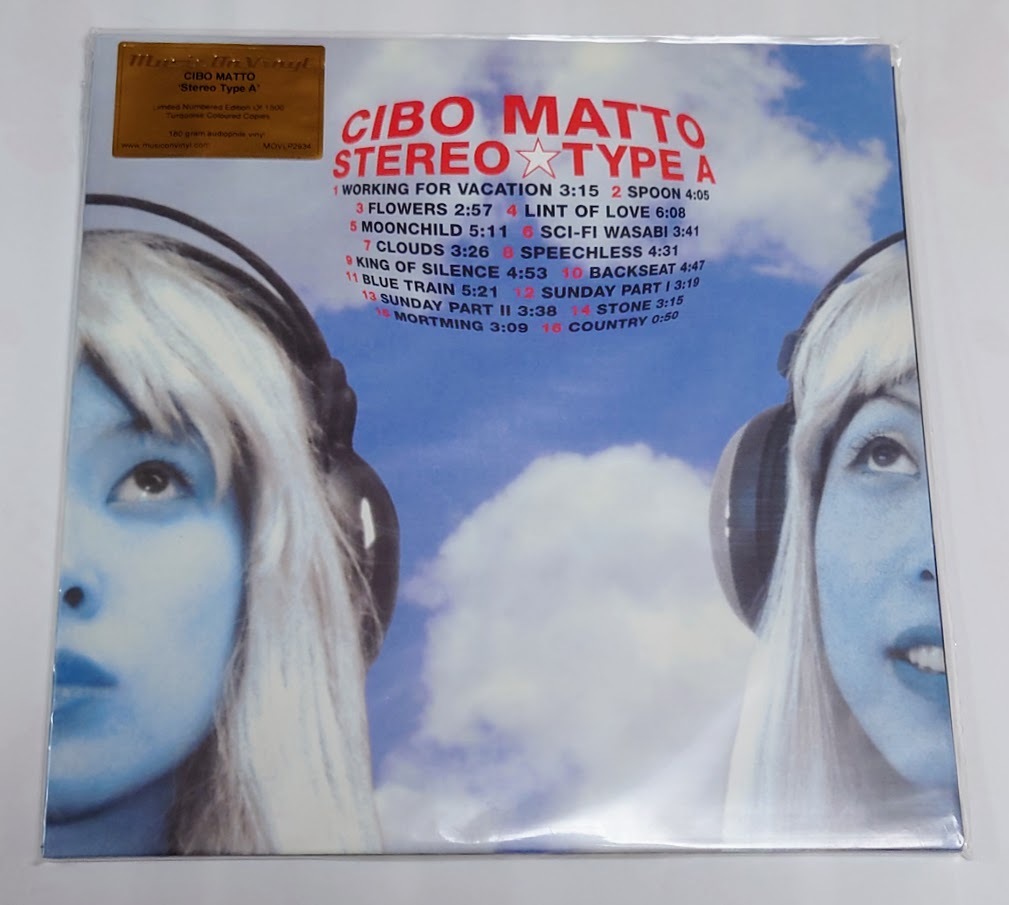 Music On Vinyl
CIBO MATTO
'Stereo Type A'
Limited Numbered Edition Of 1500
Turquoise Coloured Copies
180 gram audiophile vinyl
www.musiconvinyl.com MOVLP2834
CIBO MATTO
STEREO☆TYPE A
1 WORKING FOR VACATION 3:15 2 SPOON 4:05
3 FLOWERS 2:57 4 LINT OF LOVE 6:08
5 MOONCHILD 5:11 6 SCI-FI WASABI 3:41
7 CLOUDS 3:26 8 SPEECHLESS 4:31
9 KING OF SILENCE 4:53 10 BACKSEAT 4:47
11 BLUE TRAIN 5:21 12 SUNDAY PART I 3:19
13 SUNDAY PART II 3:38 14 STONE 3:15
15 MORTMING 3:09 16 COUNTRY 0:50